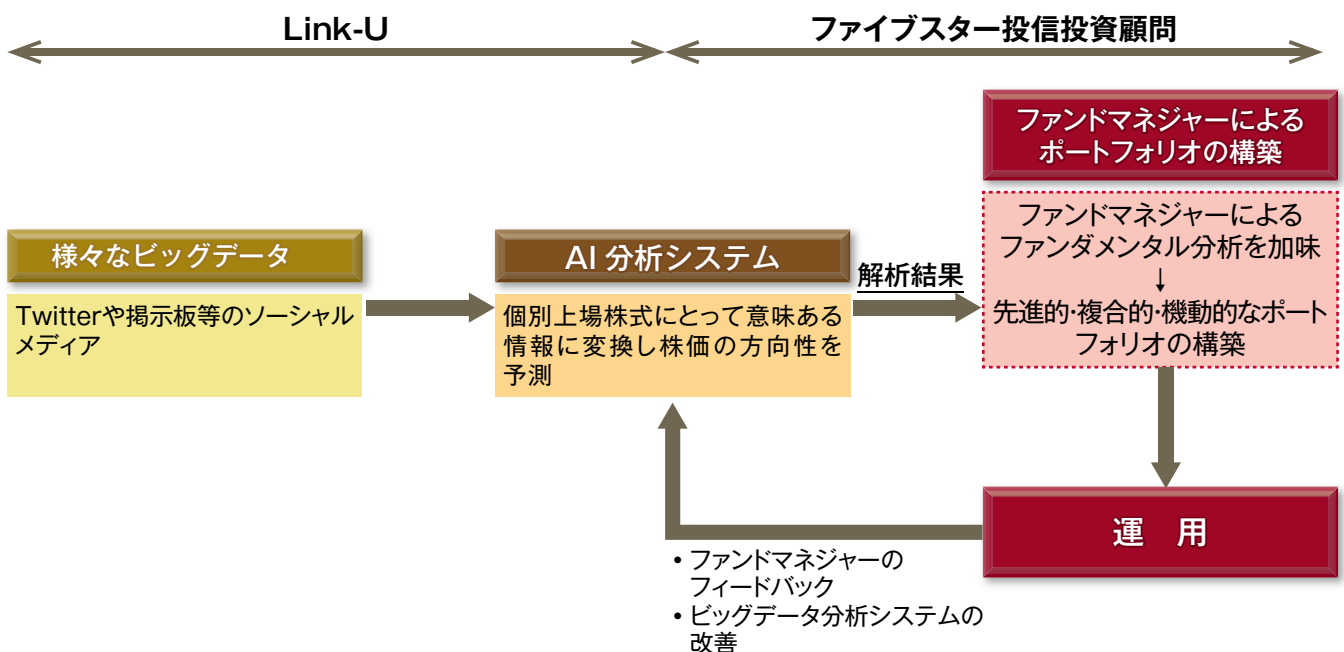 Link-U
ファイブスター投信投資顧問
ファンドマネジャーによる
ポートフォリオの構築
ファンドマネジャーによる
ファンダメンタル分析を加味
↓
先進的・複合的・機動的なポート
フォリオの構築
様々なビッグデータ
Twitterや掲示板等のソーシャル
メディア
AI 分析システム
個別上場株式にとって意味ある
情報に変換し株価の方向性を
予測
解析結果
運 用
• ファンドマネジャーの
フィードバック
• ビッグデータ分析システムの
改善